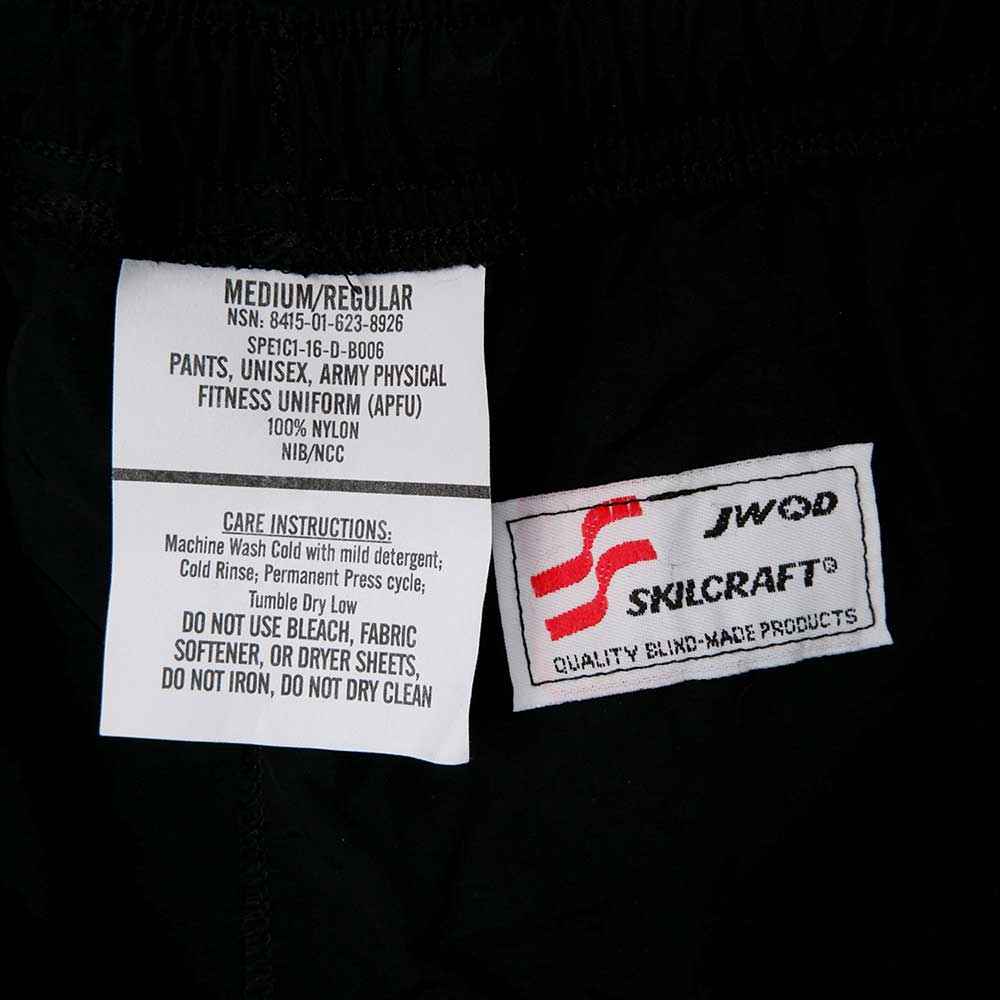 MEDIUM/REGULAR
NSN: 8415-01-623-8926
SPE1C1-16-D-B006
PANTS, UNISEX, ARMY PHYSICAL
FITNESS UNIFORM (APFU)
100% NYLON
NIB/NCC
CARE INSTRUCTIONS:
Machine Wash Cold with mild detergent;
Cold Rinse; Permanent Press cycle;
Tumble Dry Low
DO NOT USE BLEACH, FABRIC
SOFTENER, OR DRYER SHEETS,
DO NOT IRON, DO NOT DRY CLEAN
JWOD
SKILCRAFT®
QUALITY BLIND-MADE PRODUCTS